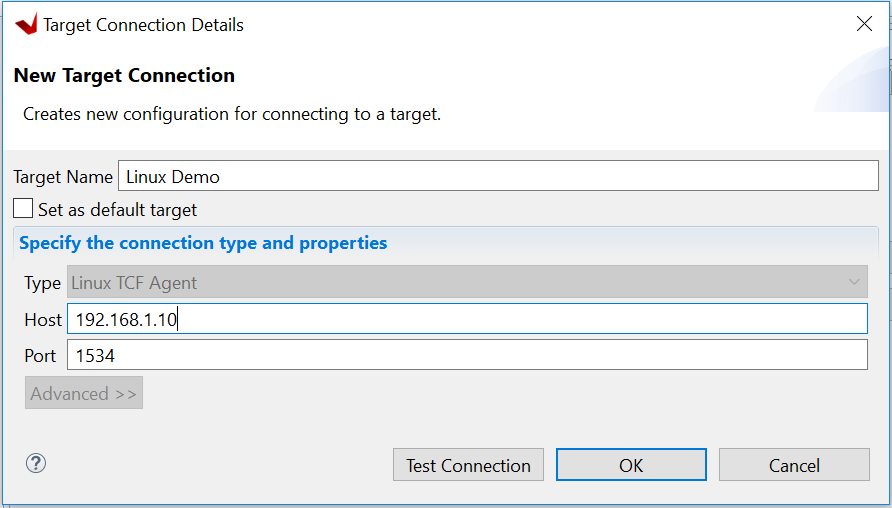 Target Connection Details
New Target Connection
Creates new configuration for connecting to a target.
Target Name Linux Demo
Set as default target
Specify the connection type and properties
Type Linux TCF Agent
Host 192.168.1.10
Port 1534
Advanced >>
? Test Connection OK Cancel